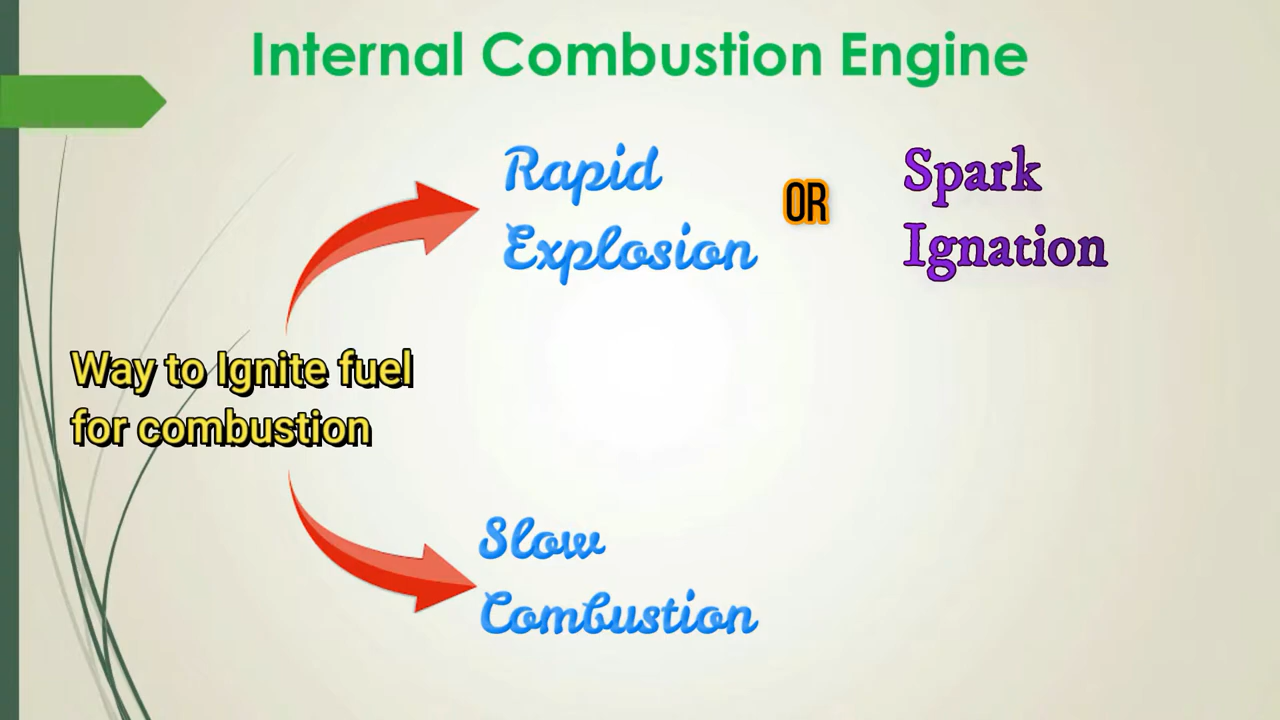 Internal Combustion Engine
Rapid
Explosion
OR
Spark
Ignation
Way to Ignite fuel
for combustion
Slow
Combustion